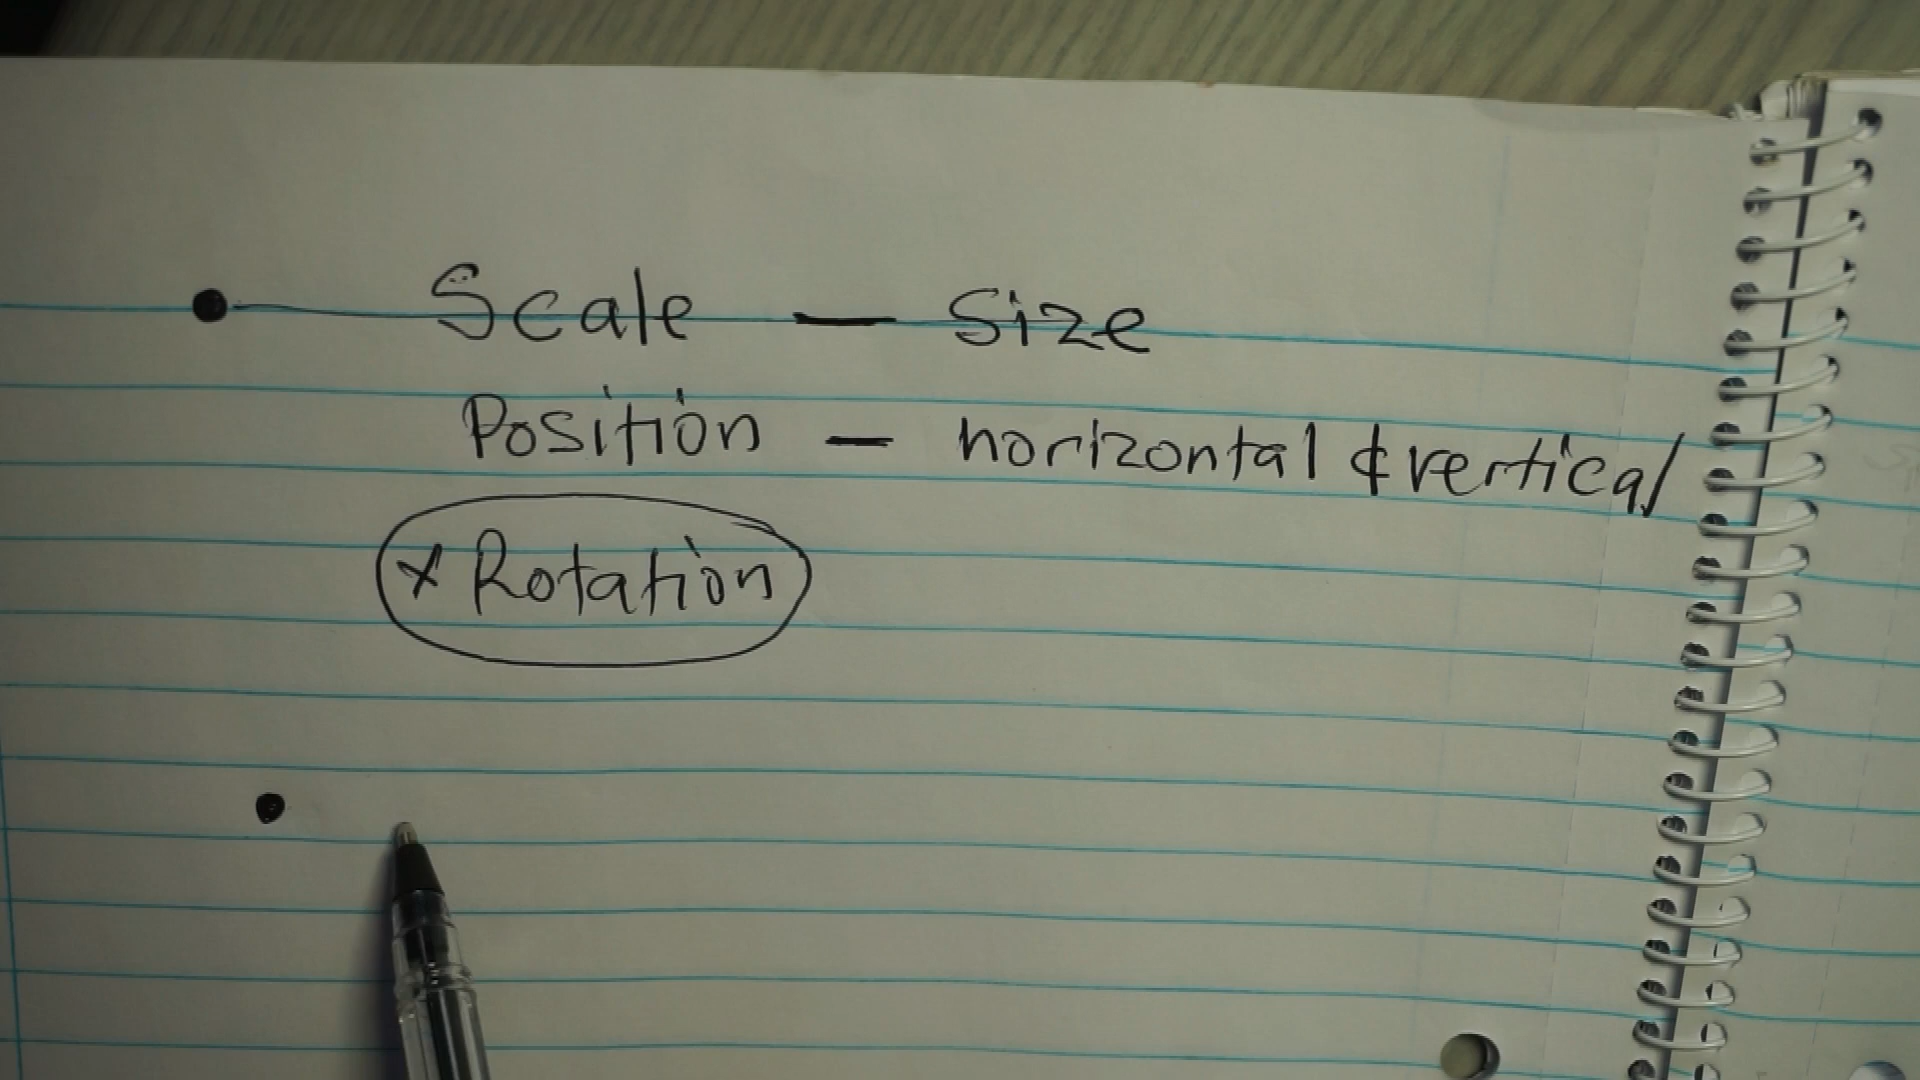 • Scale — Size
Position — horizontal & vertical
* Rotation
•